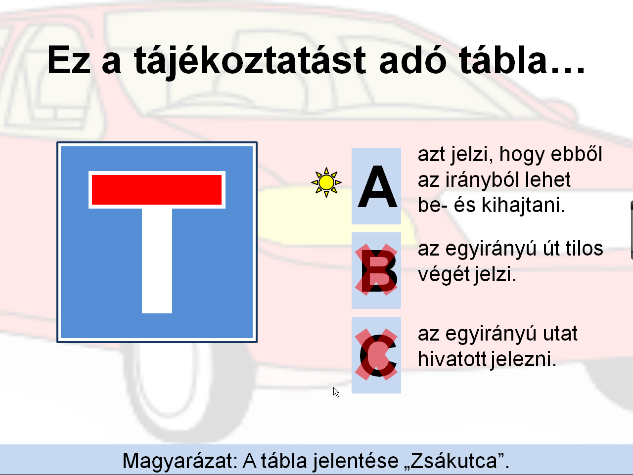 Ez a tájékoztatást adó tábla…
A
azt jelzi, hogy ebből
az irányból lehet
be- és kihajtani.
B
az egyirányú út tilos
végét jelzi.
C
az egyirányú utat
hivatott jelezni.
Magyarázat: A tábla jelentése „Zsákutca”.